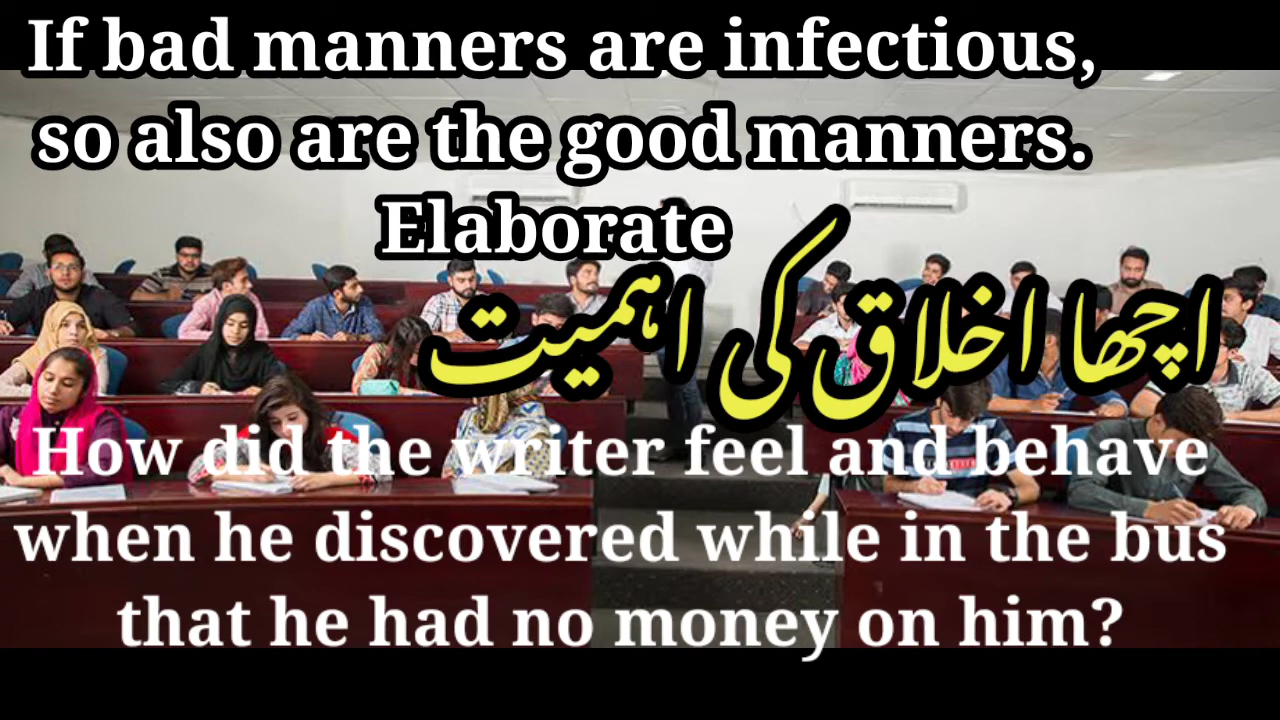 If bad manners are infectious,
so also are the good manners.
Elaborate
اچھا اخلاق کی اہمیت
How did the writer feel and behave
when he discovered while in the bus
that he had no money on him?